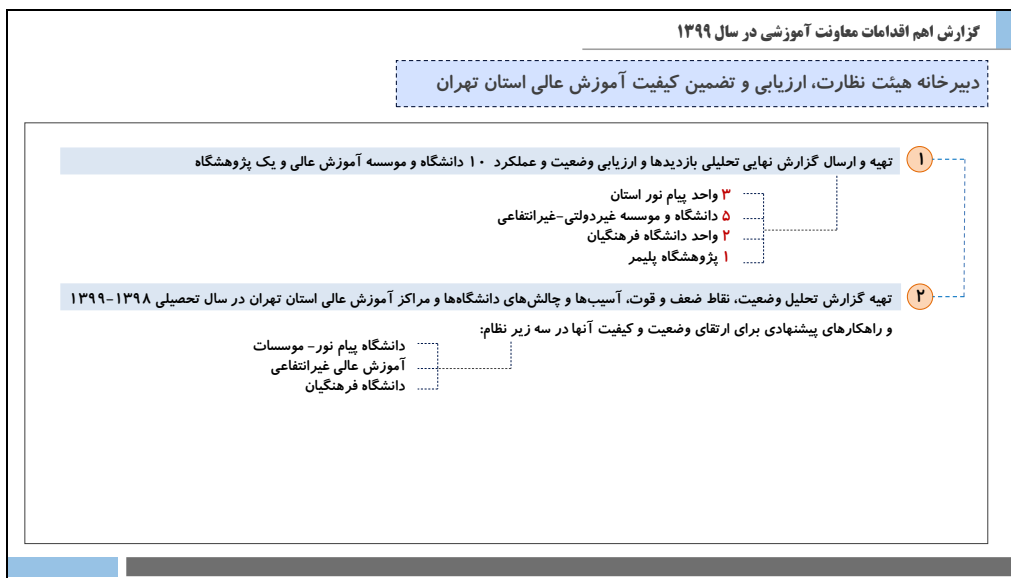 گزارش اهم اقدامات معاونت آموزشی در سال ۱۳۹۹
دبیرخانه هیئت نظارت، ارزیابی و تضمین کیفیت آموزش عالی استان تهران
۱ تهیه و ارسال گزارش نهایی تحلیلی بازدیدها و ارزیابی وضعیت و عملکرد ۱۰ دانشگاه و موسسه آموزش عالی و یک پژوهشگاه
۳ واحد پیام نور استان
۵ دانشگاه و موسسه غیردولتی-غیرانتفاعی
۲ واحد دانشگاه فرهنگیان
۱ پژوهشگاه پلیمر
۲ تهیه گزارش تحلیل وضعیت، نقاط ضعف و قوت، آسیب‌ها و چالش‌های دانشگاه‌ها و مراکز آموزش عالی استان تهران در سال تحصیلی ۱۳۹۸-۱۳۹۹
و راهکارهای پیشنهادی برای ارتقای وضعیت و کیفیت آنها در سه زیر نظام:
دانشگاه پیام نور- موسسات
آموزش عالی غیرانتفاعی
دانشگاه فرهنگیان